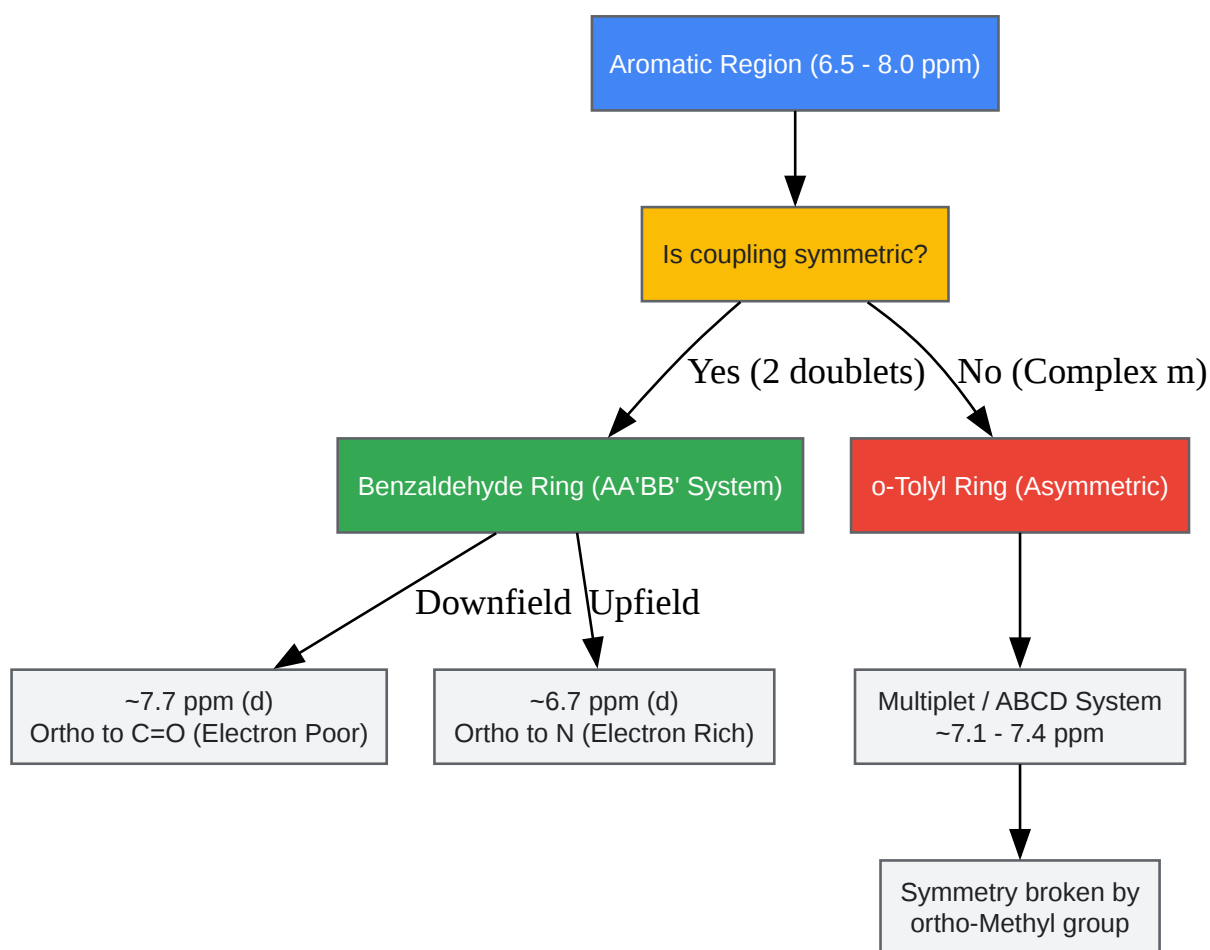 Aromatic Region (6.5 - 8.0 ppm)
Is coupling symmetric?
Yes (2 doublets)
No (Complex m)
Benzaldehyde Ring (AA'BB' System)
o-Tolyl Ring (Asymmetric)
Downfield
Upfield
~7.7 ppm (d)
Ortho to C=O (Electron Poor)
~6.7 ppm (d)
Ortho to N (Electron Rich)
Multiplet / ABCD System
~7.1 - 7.4 ppm
Symmetry broken by
ortho-Methyl group